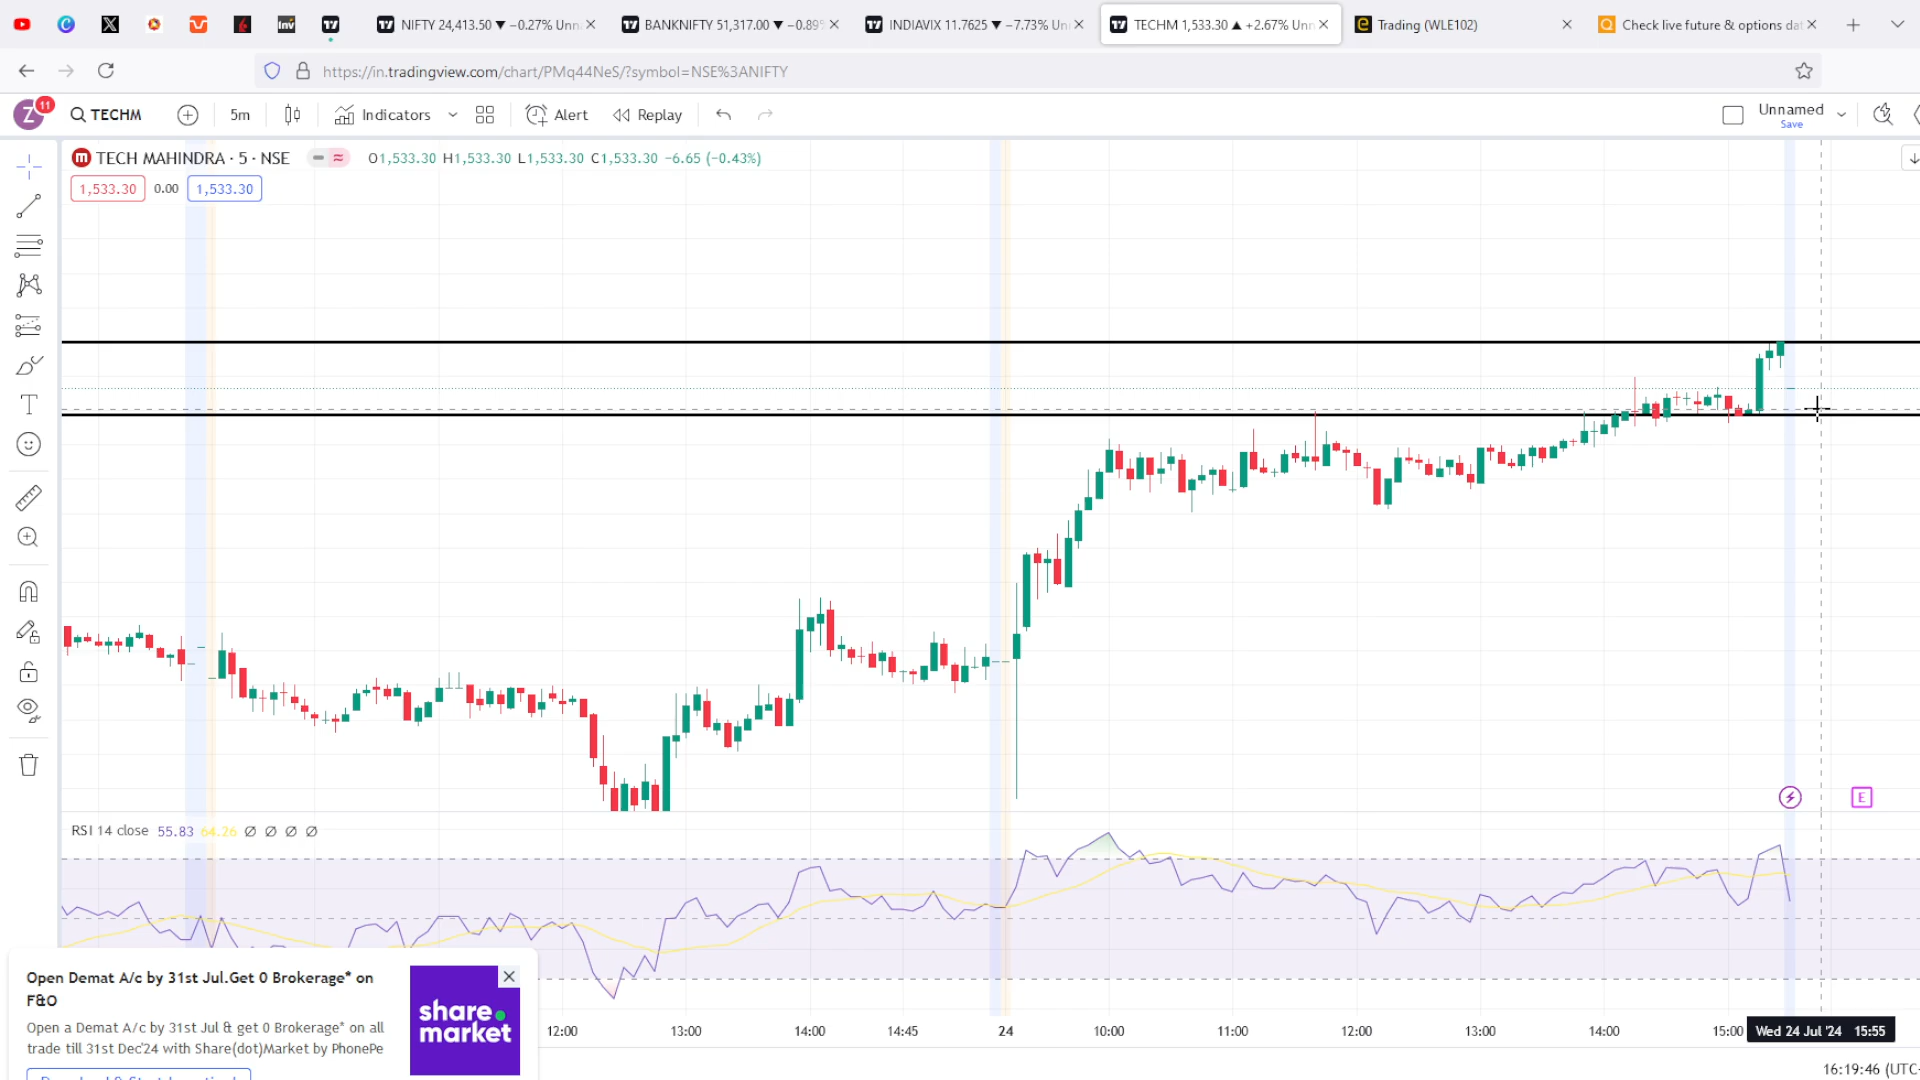 NIFTY 24,413.50 ▼ −0.27% Unn
BANKNIFTY 51,317.00 ▼ −0.89%
INDIAVIX 11.7625 ▼ −7.73% Un
TECHM 1,533.30 ▲ +2.67% Unn
Trading (WLE102)
Check live future & options dat
https://in.tradingview.com/chart/PMq44NeS/?symbol=NSE%3ANIFTY
Z 11
TECHM
5m
Indicators
Alert
Replay
Unnamed
Save
TECH MAHINDRA · 5 · NSE
O1,533.30 H1,533.30 L1,533.30 C1,533.30 −6.65 (−0.43%)
1,533.30 0.00 1,533.30
E
RSI 14 close 55.83 64.26 Ø Ø Ø Ø
Open Demat A/c by 31st Jul.Get 0 Brokerage* on
F&O
Open a Demat A/c by 31st Jul & get 0 Brokerage* on all
trade till 31st Dec'24 with Share(dot)Market by PhonePe
share.
market
12:00 13:00 14:00 14:45 24 10:00 11:00 12:00 13:00 14:00 15:00 Wed 24 Jul '24 15:55
16:19:46 (UTC